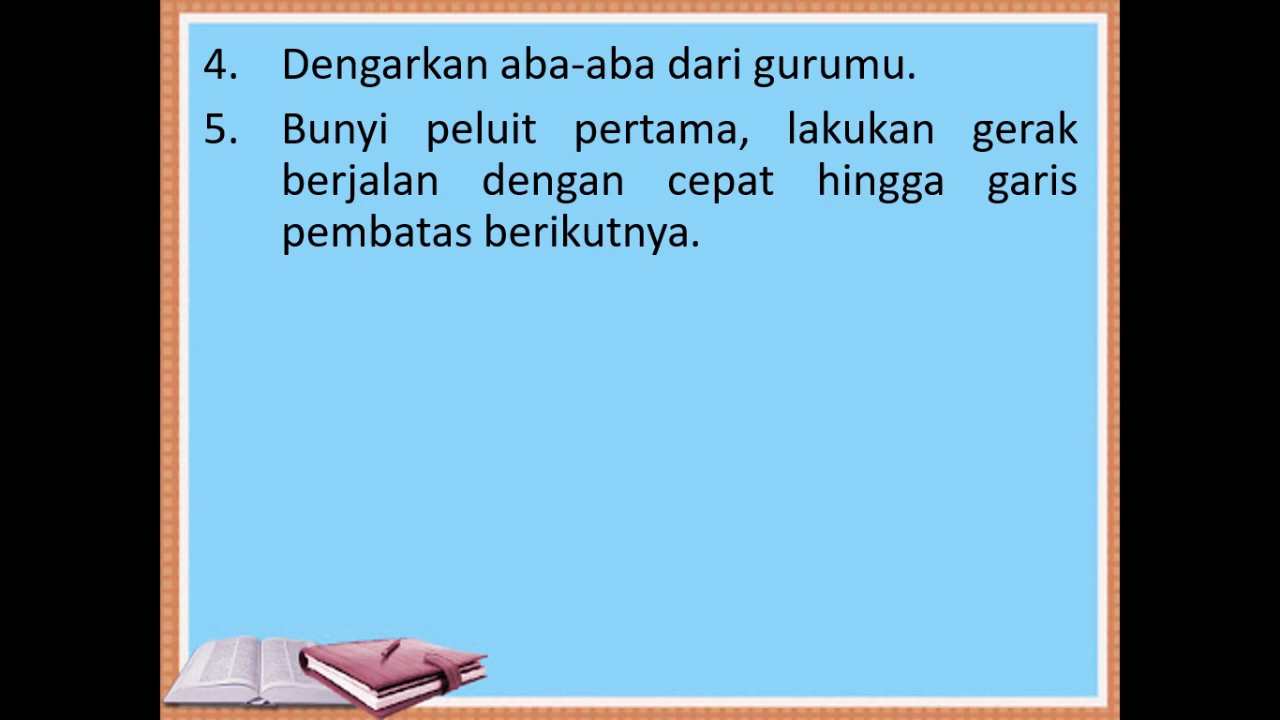 4. Dengarkan aba-aba dari gurumu.
5. Bunyi peluit pertama, lakukan gerak
berjalan dengan cepat hingga garis
pembatas berikutnya.